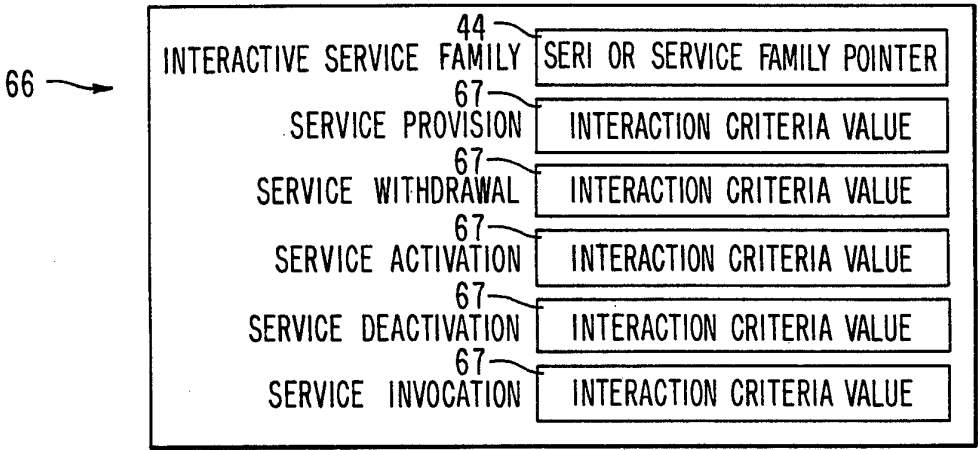 44
INTERACTIVE SERVICE FAMILY SERI OR SERVICE FAMILY POINTER
66
67
SERVICE PROVISION INTERACTION CRITERIA VALUE
67
SERVICE WITHDRAWAL INTERACTION CRITERIA VALUE
67
SERVICE ACTIVATION INTERACTION CRITERIA VALUE
67
SERVICE DEACTIVATION INTERACTION CRITERIA VALUE
67
SERVICE INVOCATION INTERACTION CRITERIA VALUE